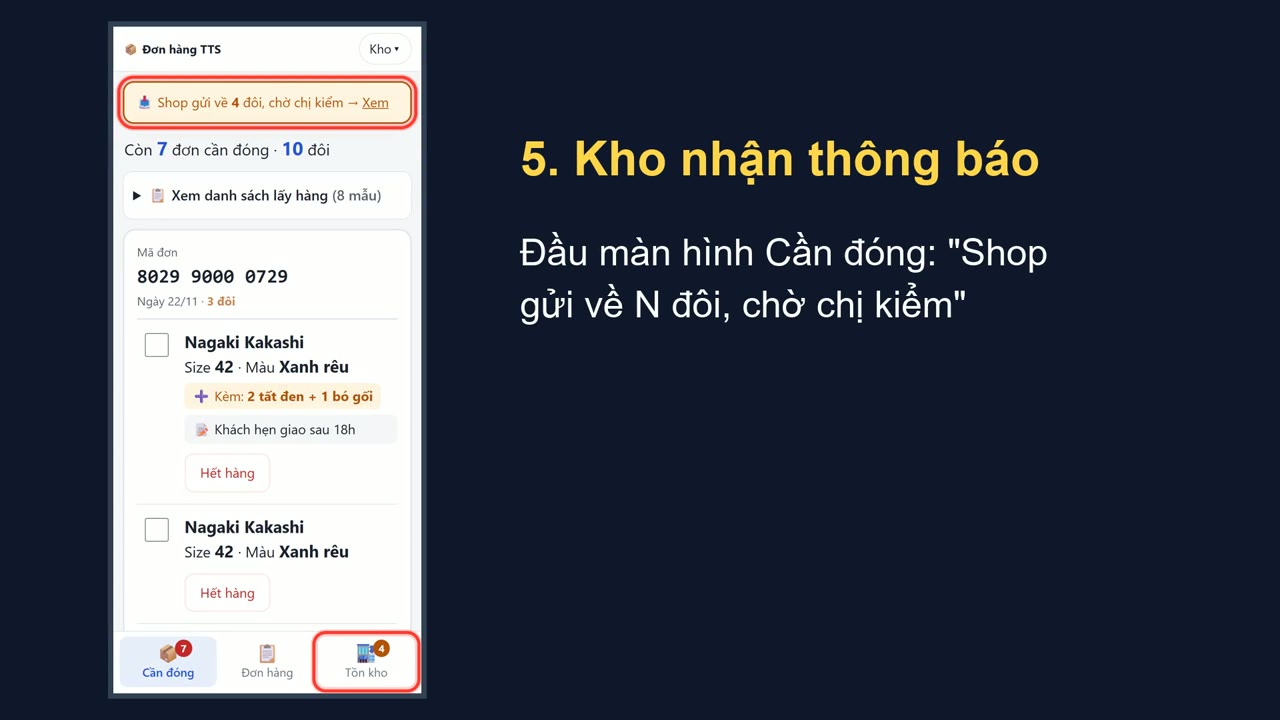 Đơn hàng TTS
Kho ▾
Shop gửi về 4 đôi, chờ chị kiểm → Xem
Còn 7 đơn cần đóng · 10 đôi
▶ Xem danh sách lấy hàng (8 mẫu)
Mã đơn
8029 9000 0729
Ngày 22/11 · 3 đôi
Nagaki Kakashi
Size 42 · Màu Xanh rêu
Kèm: 2 tất đen + 1 bó gối
Khách hẹn giao sau 18h
Hết hàng
Nagaki Kakashi
Size 42 · Màu Xanh rêu
Hết hàng
7
Cần đóng
Đơn hàng
4
Tồn kho
5. Kho nhận thông báo
Đầu màn hình Cần đóng: "Shop
gửi về N đôi, chờ chị kiểm"